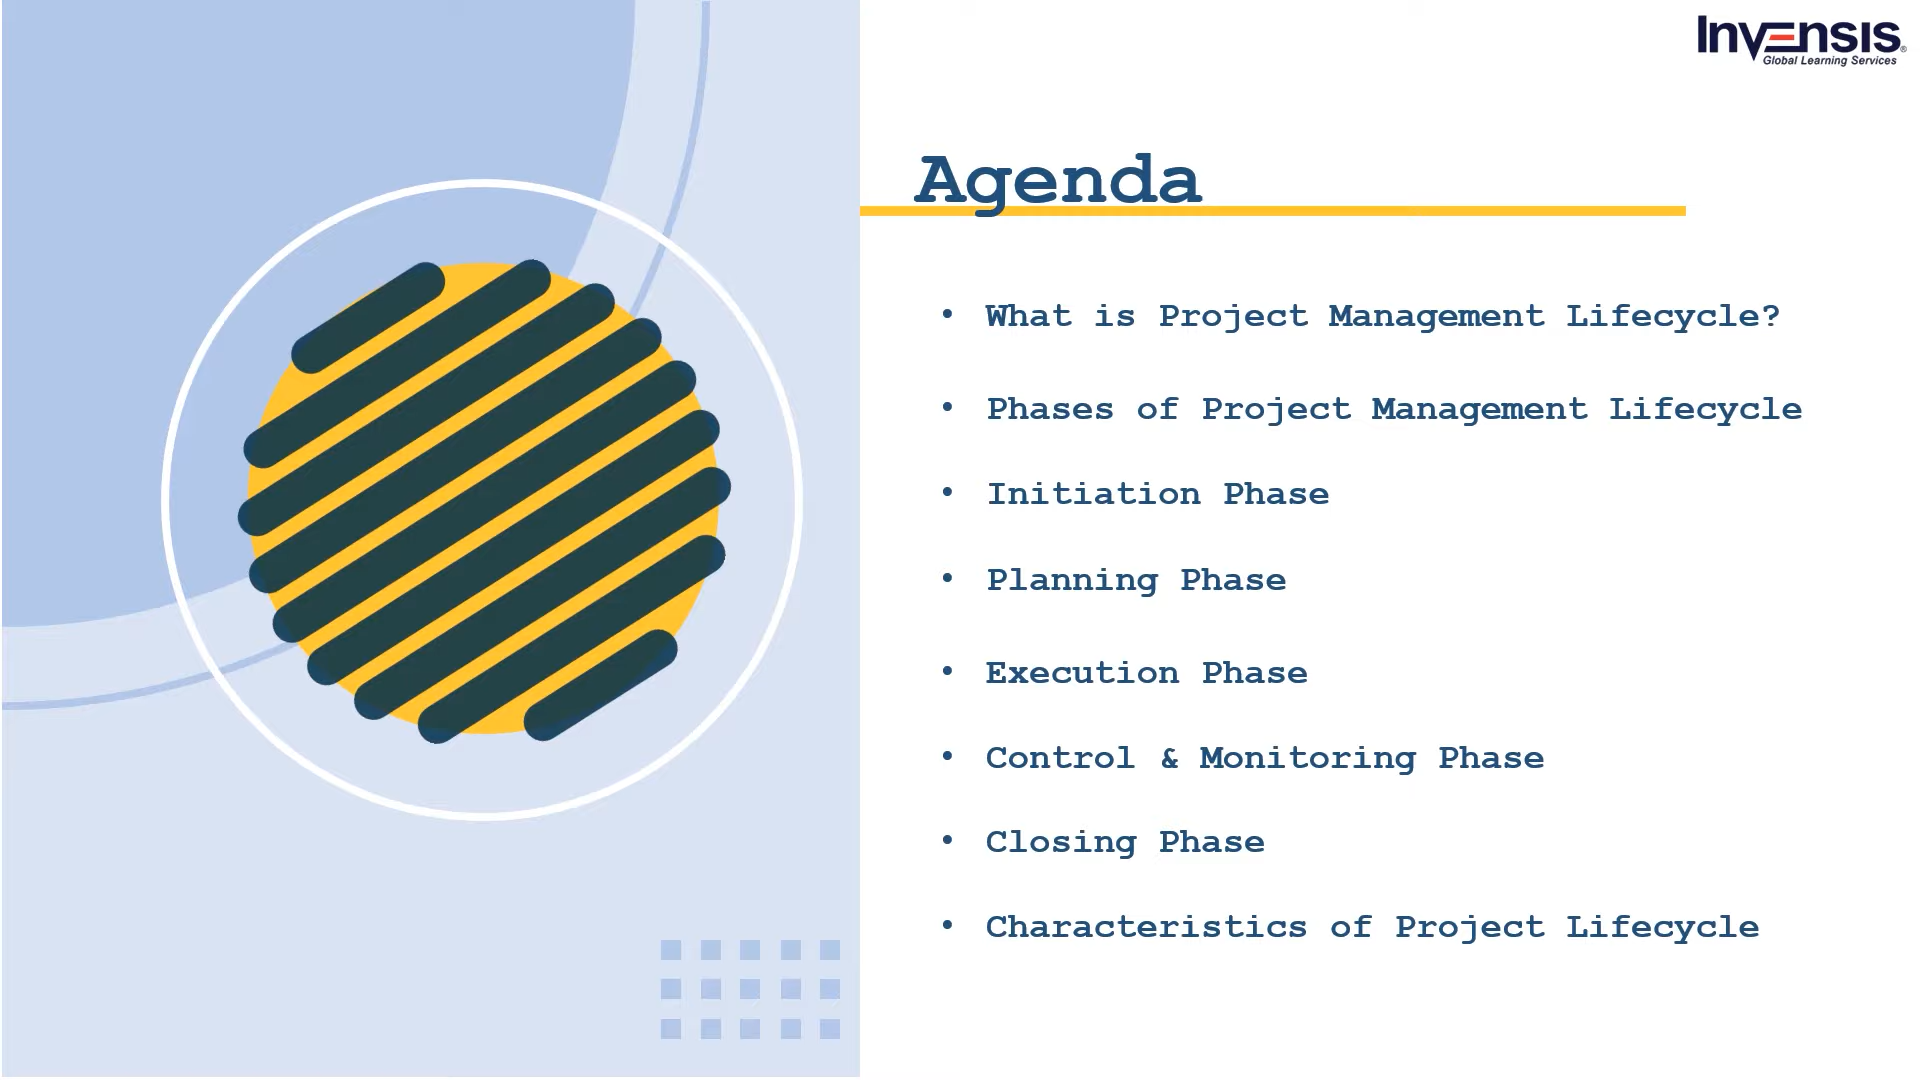 Invensis®
Global Learning Services
Agenda
• What is Project Management Lifecycle?
• Phases of Project Management Lifecycle
• Initiation Phase
• Planning Phase
• Execution Phase
• Control & Monitoring Phase
• Closing Phase
• Characteristics of Project Lifecycle